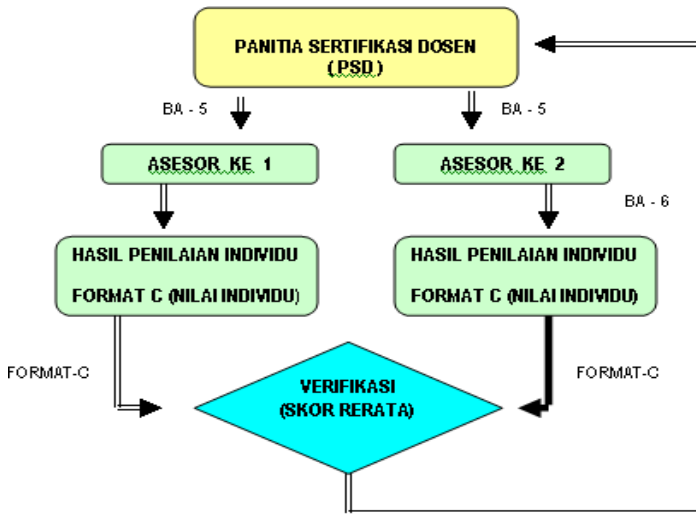 PANITIA SERTIFIKASI DOSEN
( PSD )
BA - 5
BA - 5
ASESOR KE 1
ASESOR KE 2
BA - 6
HASIL PENILAIAN INDIVIDU
FORMAT C (NILAI INDIVIDU)
HASIL PENILAIAN INDIVIDU
FORMAT C (NILAI INDIVIDU)
FORMAT-C
FORMAT-C
VERIFIKASI
(SKOR RERATA)